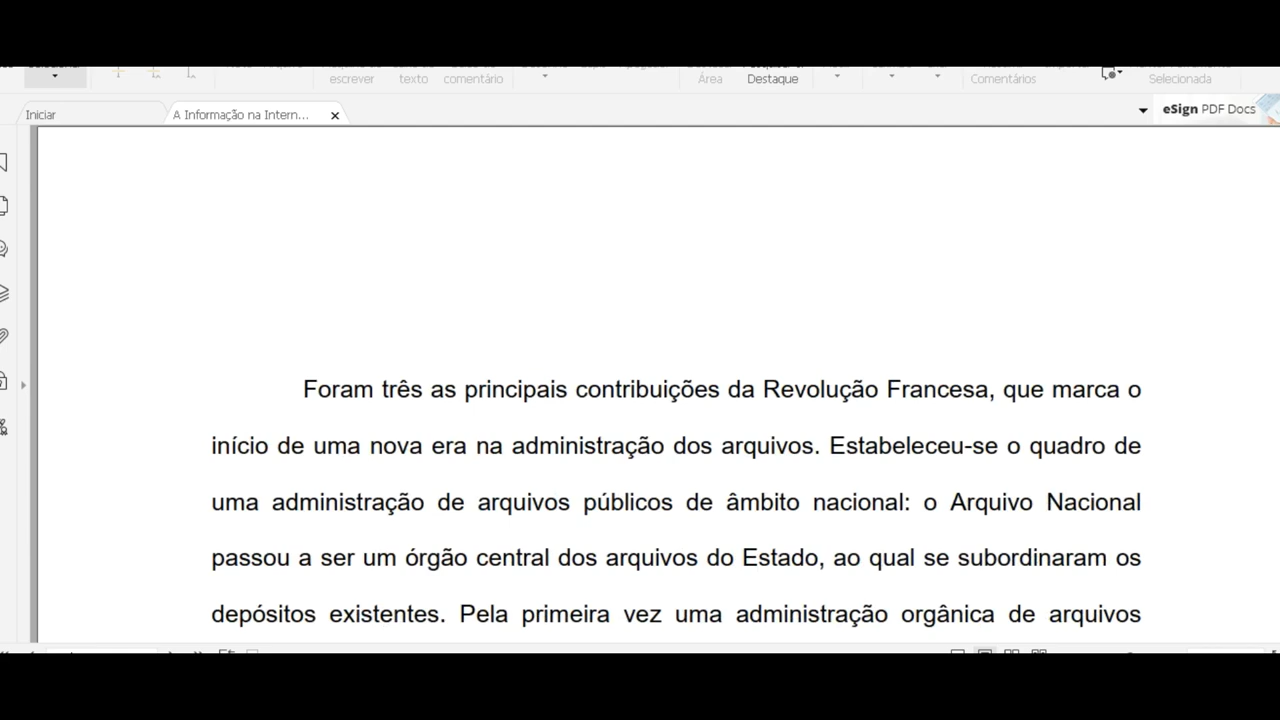 escrever texto comentário Área Destaque Comentários Selecionada
Iniciar A Informação na Intern... eSign PDF Docs
Foram três as principais contribuições da Revolução Francesa, que marca o
início de uma nova era na administração dos arquivos. Estabeleceu-se o quadro de
uma administração de arquivos públicos de âmbito nacional: o Arquivo Nacional
passou a ser um órgão central dos arquivos do Estado, ao qual se subordinaram os
depósitos existentes. Pela primeira vez uma administração orgânica de arquivos